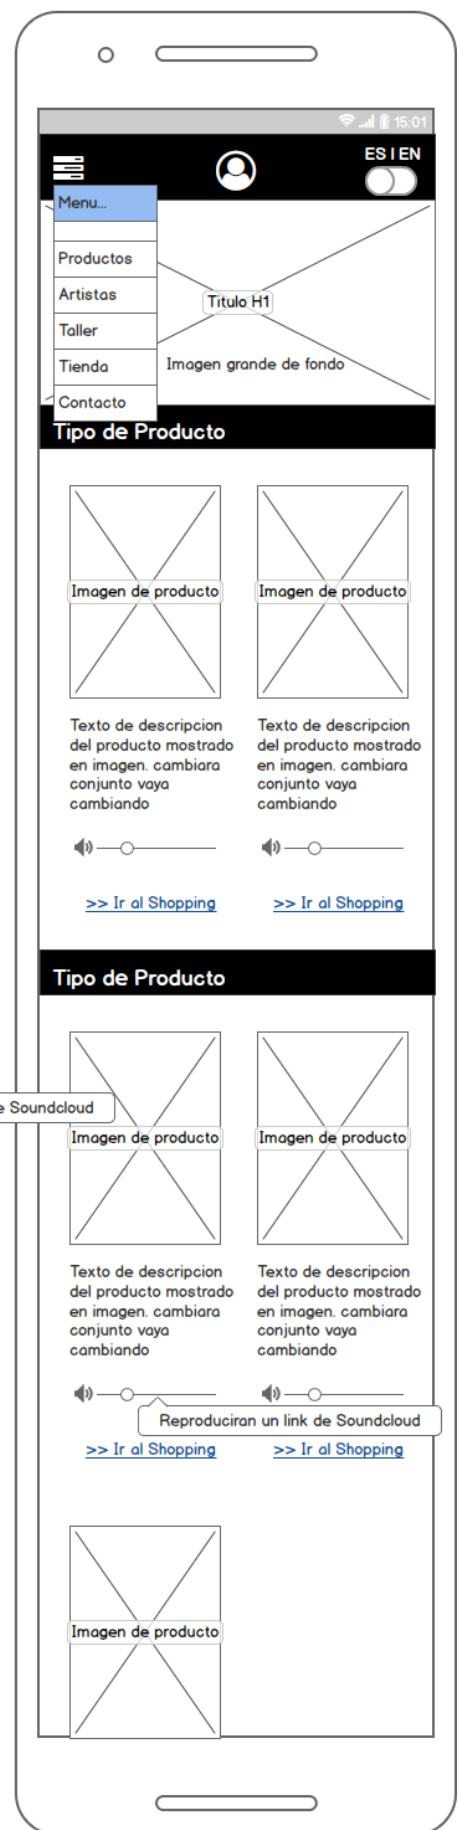 15:01
ES I EN
Menu...
Productos
Artistas
Taller
Tienda
Contacto
Titulo H1
Imagen grande de fondo
Tipo de Producto
Imagen de producto
Imagen de producto
Texto de descripcion
del producto mostrado
en imagen. cambiara
conjunto vaya
cambiando
Texto de descripcion
del producto mostrado
en imagen. cambiara
conjunto vaya
cambiando
>> Ir al Shopping
>> Ir al Shopping
Tipo de Producto
e Soundcloud
Imagen de producto
Imagen de producto
Texto de descripcion
del producto mostrado
en imagen. cambiara
conjunto vaya
cambiando
Texto de descripcion
del producto mostrado
en imagen. cambiara
conjunto vaya
cambiando
Reproduciran un link de Soundcloud
>> Ir al Shopping
>> Ir al Shopping
Imagen de producto